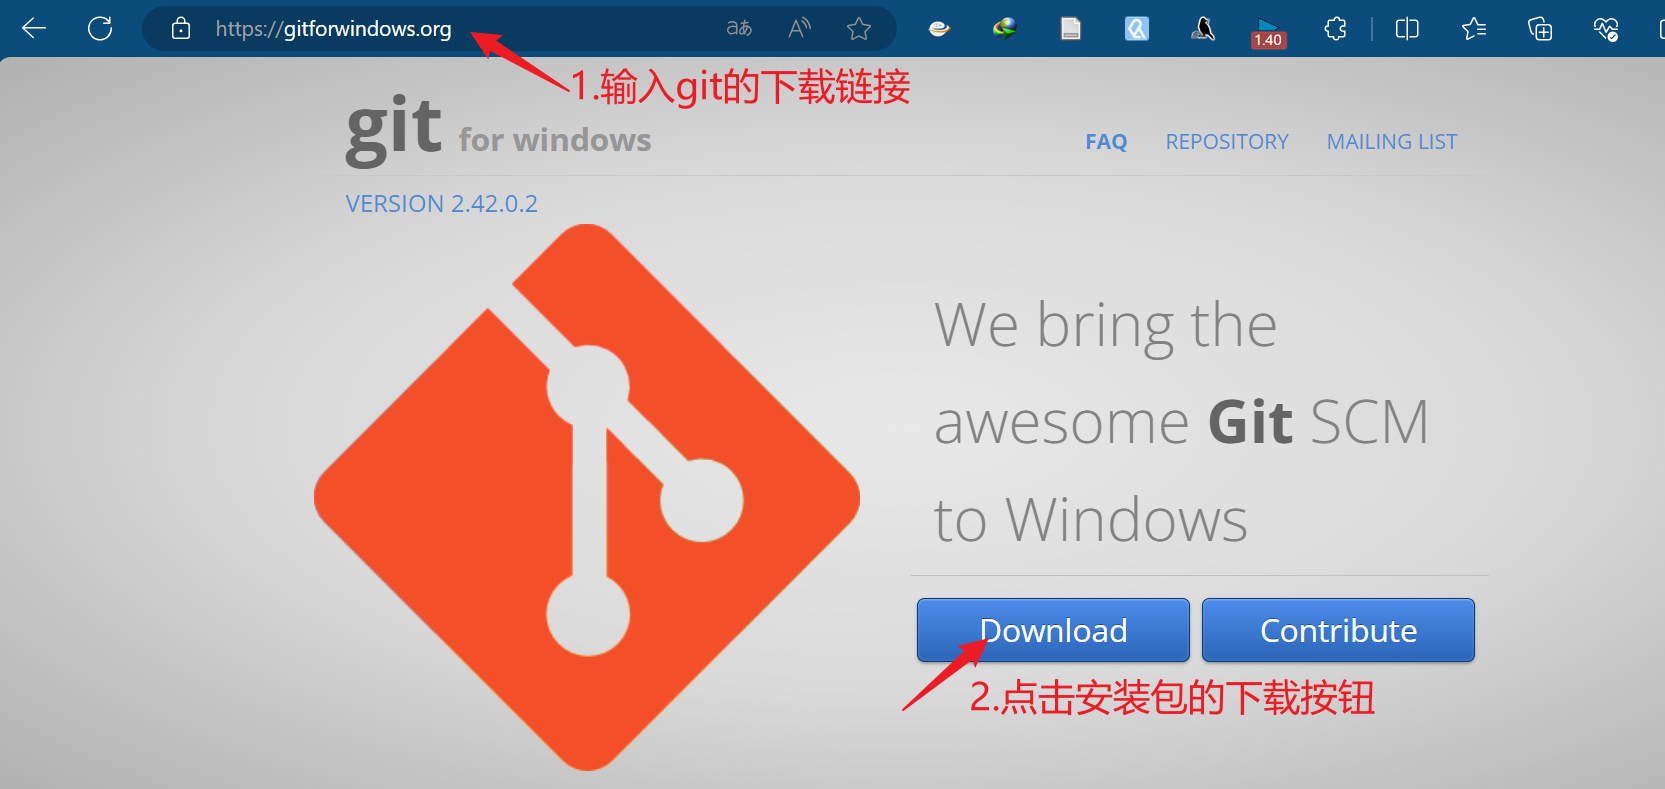 https://gitforwindows.org
1.40
1.输入git的下载链接
git for windows
FAQ REPOSITORY MAILING LIST
VERSION 2.42.0.2
We bring the
awesome Git SCM
to Windows
Download Contribute
2.点击安装包的下载按钮